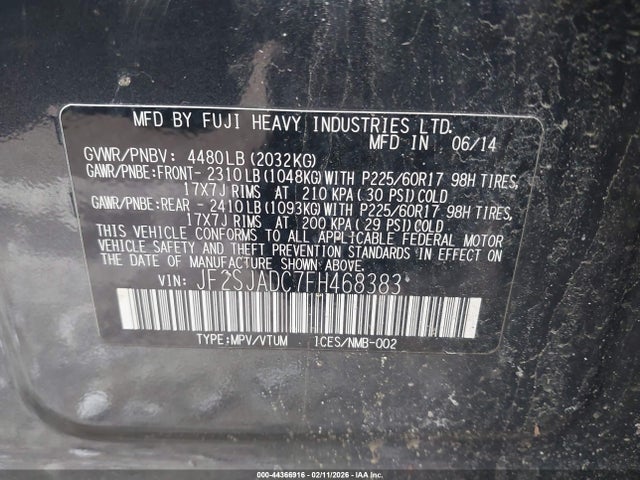 MFD BY FUJI HEAVY INDUSTRIES LTD.
MFD IN 06/14
GVWR/PNBV: 4480LB(2032KG)
GAWR/PNBE:FRONT- 2310LB(1048KG)WITH P225/60R17 98H TIRES,
17X7J RIMS AT 210 KPA(30 PSI)COLD
GAWR/PNBE:REAR - 2410LB(1093KG)WITH P225/60R17 98H TIRES,
17X7J RIMS AT 200 KPA(29 PSI)COLD
THIS VEHICLE CONFORMS TO ALL APPLICABLE FEDERAL MOTOR
VEHICLE SAFETY AND THEFT PREVENTION STANDARDS IN EFFECT ON
THE DATE OF MANUFACTURE SHOWN ABOVE.
VIN: JF2SJADC7FH468383
TYPE:MPV/VTUM ICES/NMB-002
000-44366916 - 02/11/2026 - IAA Inc.